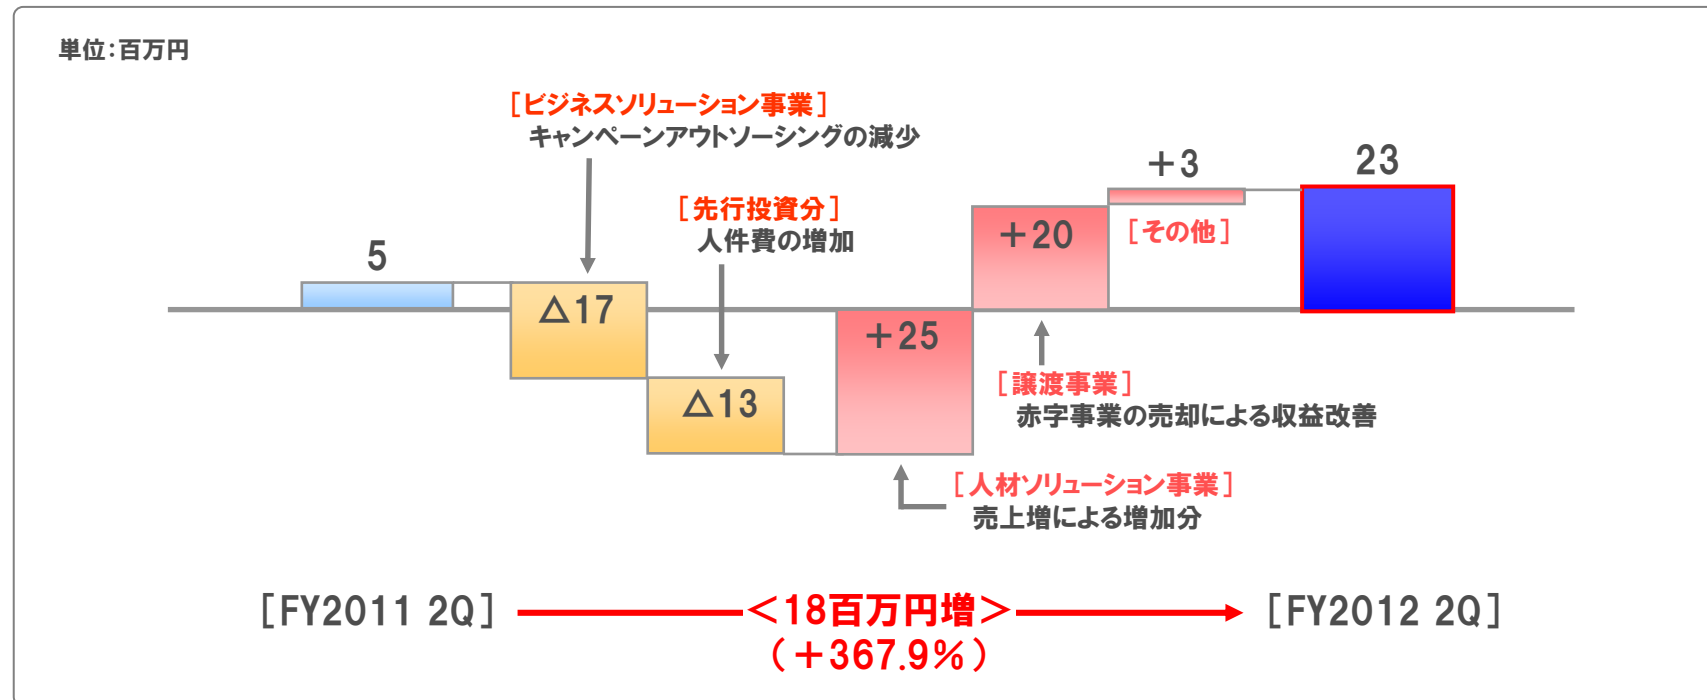 単位：百万円
［ビジネスソリューション事業］
キャンペーンアウトソーシングの減少
［先行投資分］
人件費の増加
5
△17
△13
＋25
＋20
＋3
23
［その他］
［譲渡事業］
赤字事業の売却による収益改善
［人材ソリューション事業］
売上増による増加分
［FY2011 2Q］
＜18百万円増＞
（＋367.9％）
［FY2012 2Q］